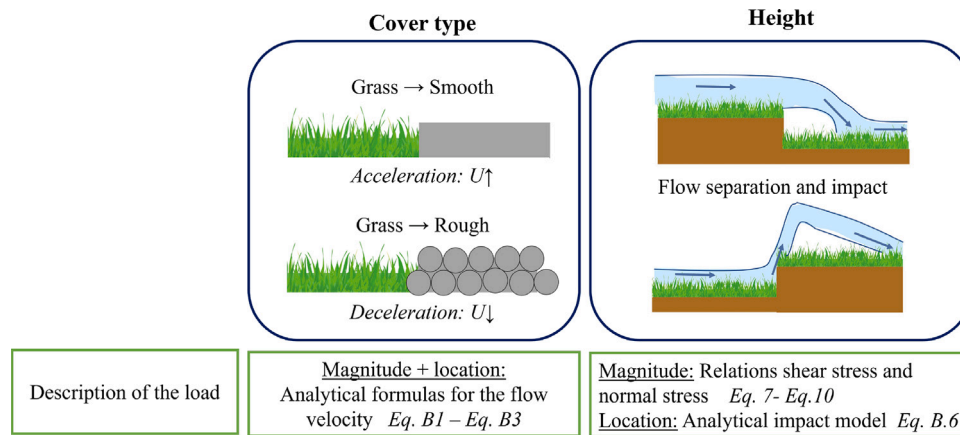 Cover type
Height
Grass → Smooth
Acceleration: U↑
Grass → Rough
Deceleration: U↓
Flow separation and impact
Description of the load
Magnitude + location:
Analytical formulas for the flow
velocity Eq. B1 – Eq. B3
Magnitude: Relations shear stress and
normal stress Eq. 7- Eq.10
Location: Analytical impact model Eq. B.6